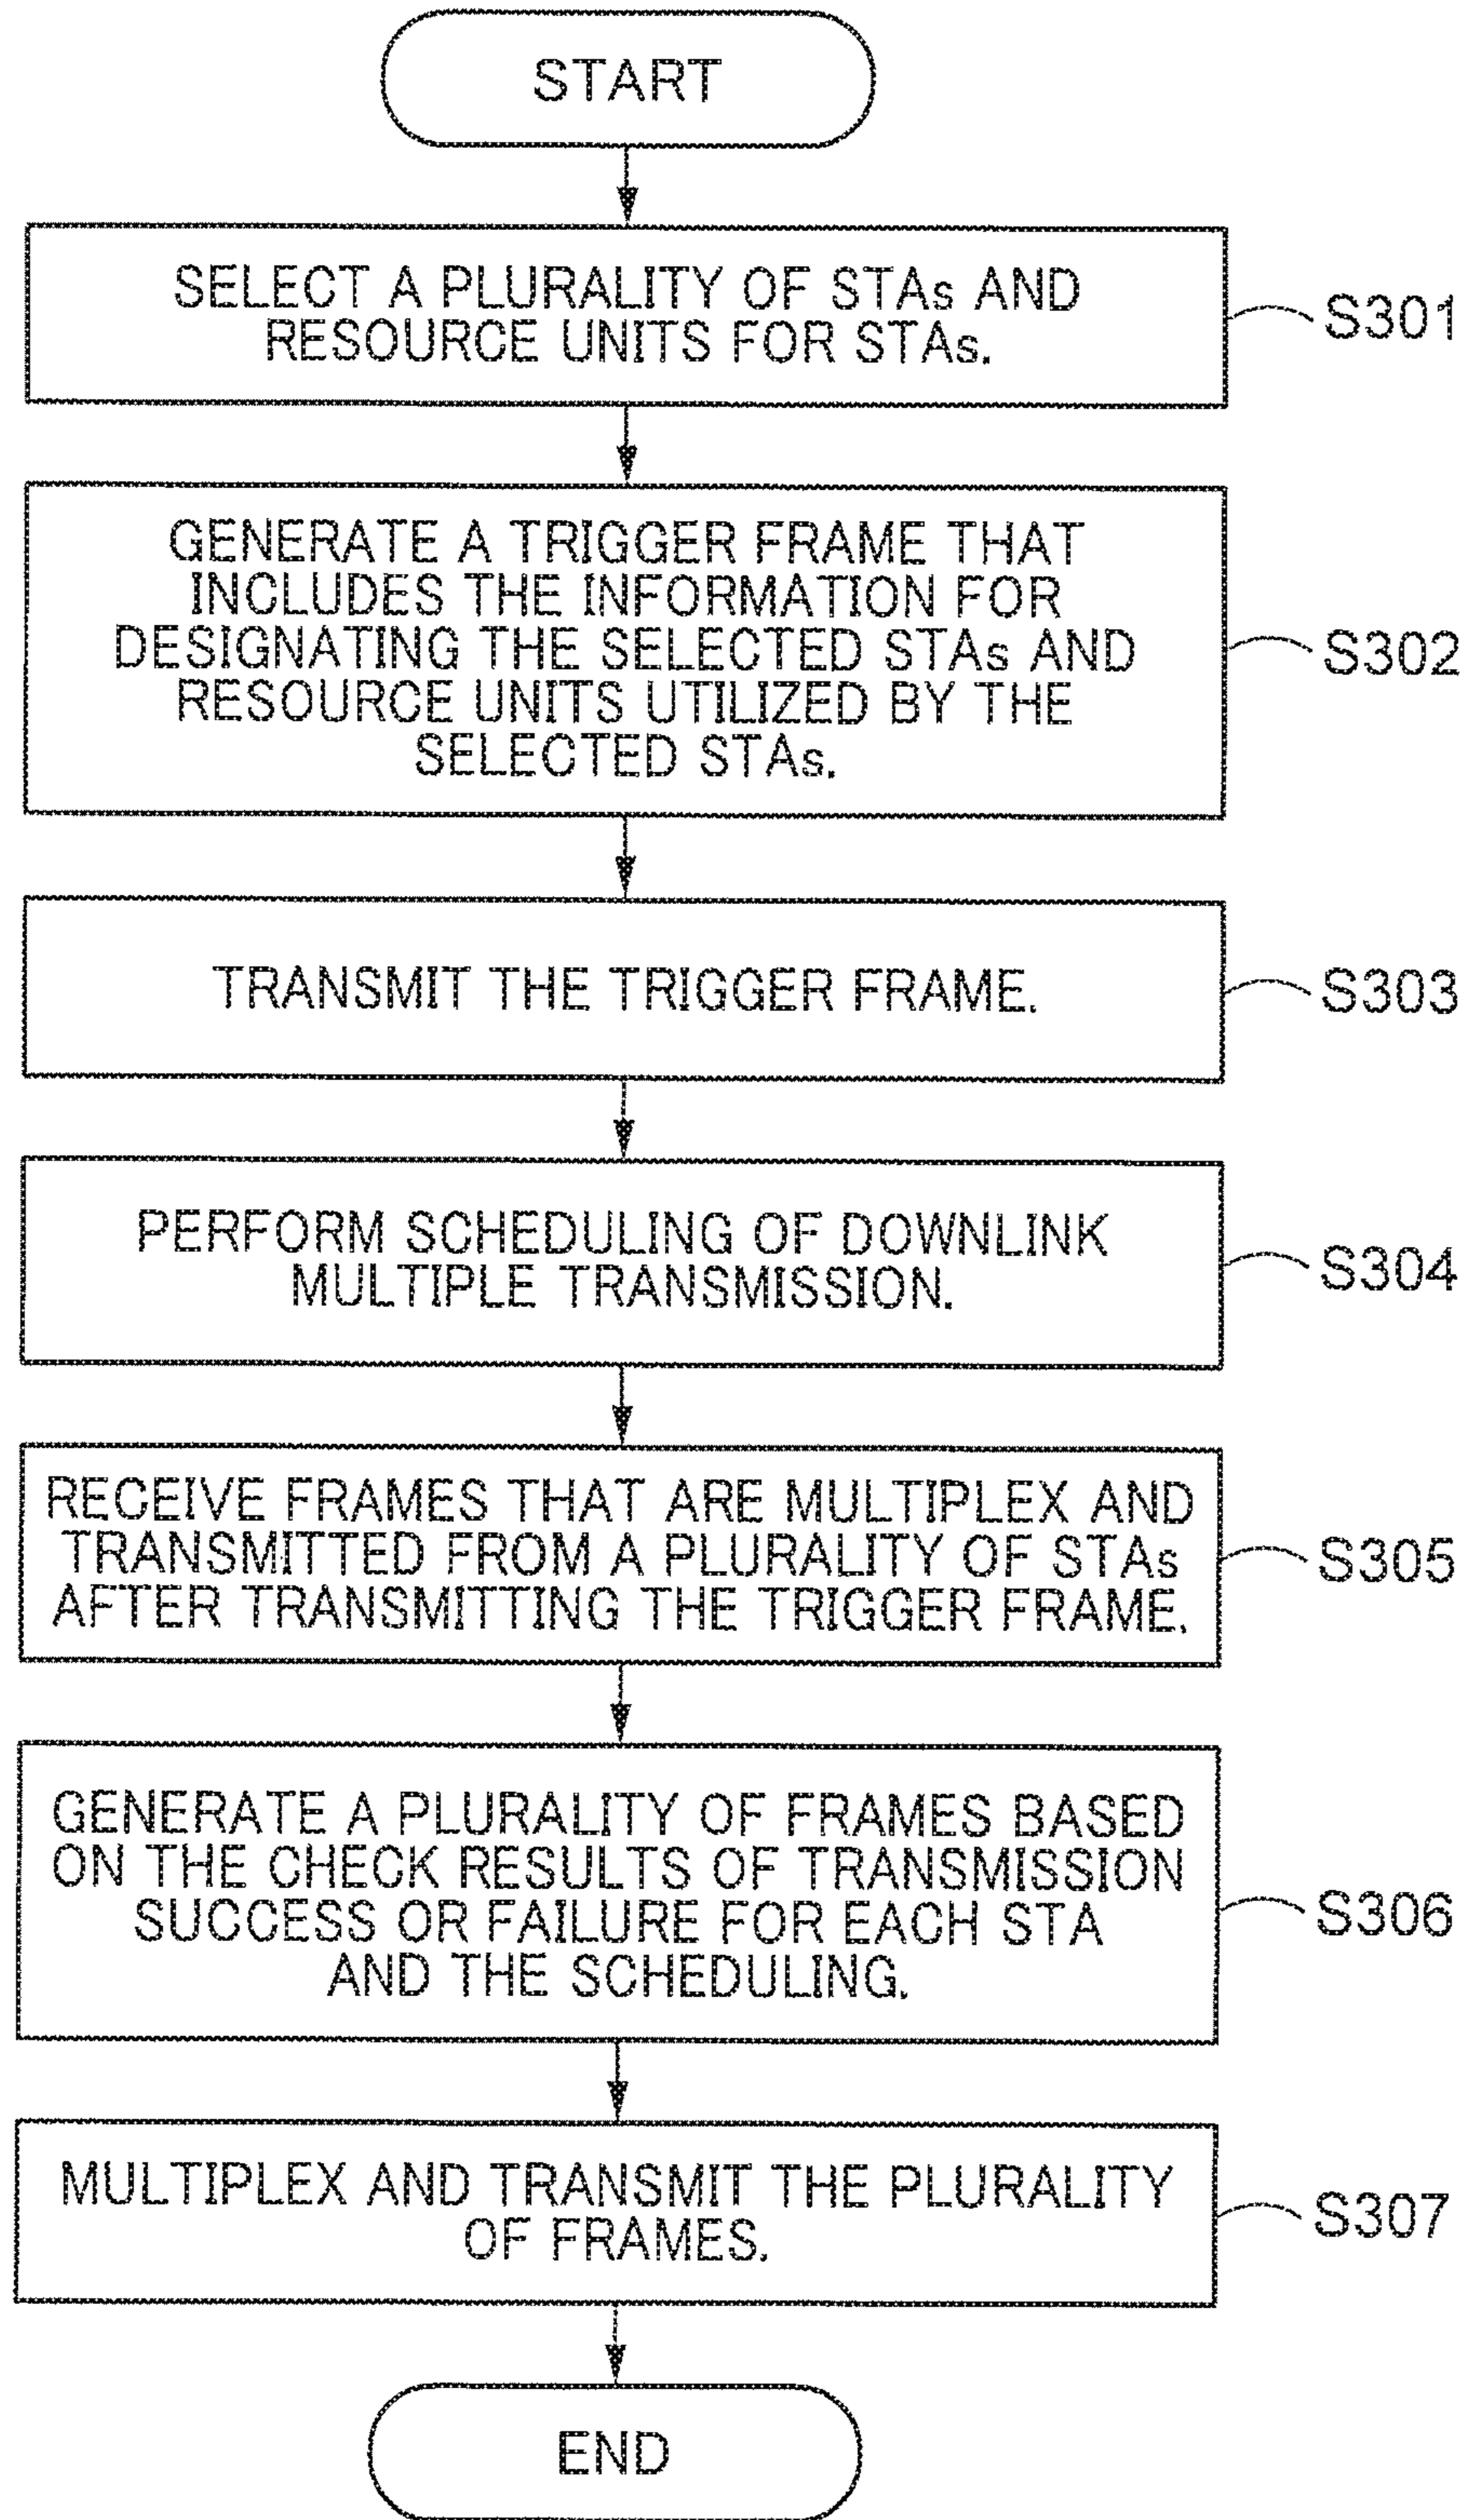 START
SELECT A PLURALITY OF STAs AND
RESOURCE UNITS FOR STAs.
S301
GENERATE A TRIGGER FRAME THAT
INCLUDES THE INFORMATION FOR
DESIGNATING THE SELECTED STAs AND
RESOURCE UNITS UTILIZED BY THE
SELECTED STAs.
S302
TRANSMIT THE TRIGGER FRAME.
S303
PERFORM SCHEDULING OF DOWNLINK
MULTIPLE TRANSMISSION.
S304
RECEIVE FRAMES THAT ARE MULTIPLEX AND
TRANSMITTED FROM A PLURALITY OF STAs
AFTER TRANSMITTING THE TRIGGER FRAME.
S305
GENERATE A PLURALITY OF FRAMES BASED
ON THE CHECK RESULTS OF TRANSMISSION
SUCCESS OR FAILURE FOR EACH STA
AND THE SCHEDULING.
S306
MULTIPLEX AND TRANSMIT THE PLURALITY
OF FRAMES.
S307
END